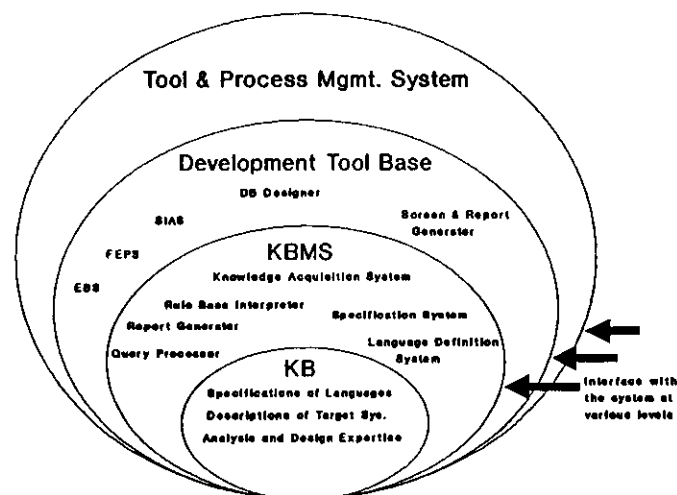 Tool & Process Mgmt. System
Development Tool Base
DB Designer
SIAS
Screen & Report
Generater
FEPS
EBS
KBMS
Knowledge Acquisition System
Rule Base Interpreter
Specification System
Report Generator
Language Definition
System
Query Processor
KB
Specifications of Languages
Descriptions of Target Sys.
Analysis and Design Expertise
Interface with
the system at
various levels